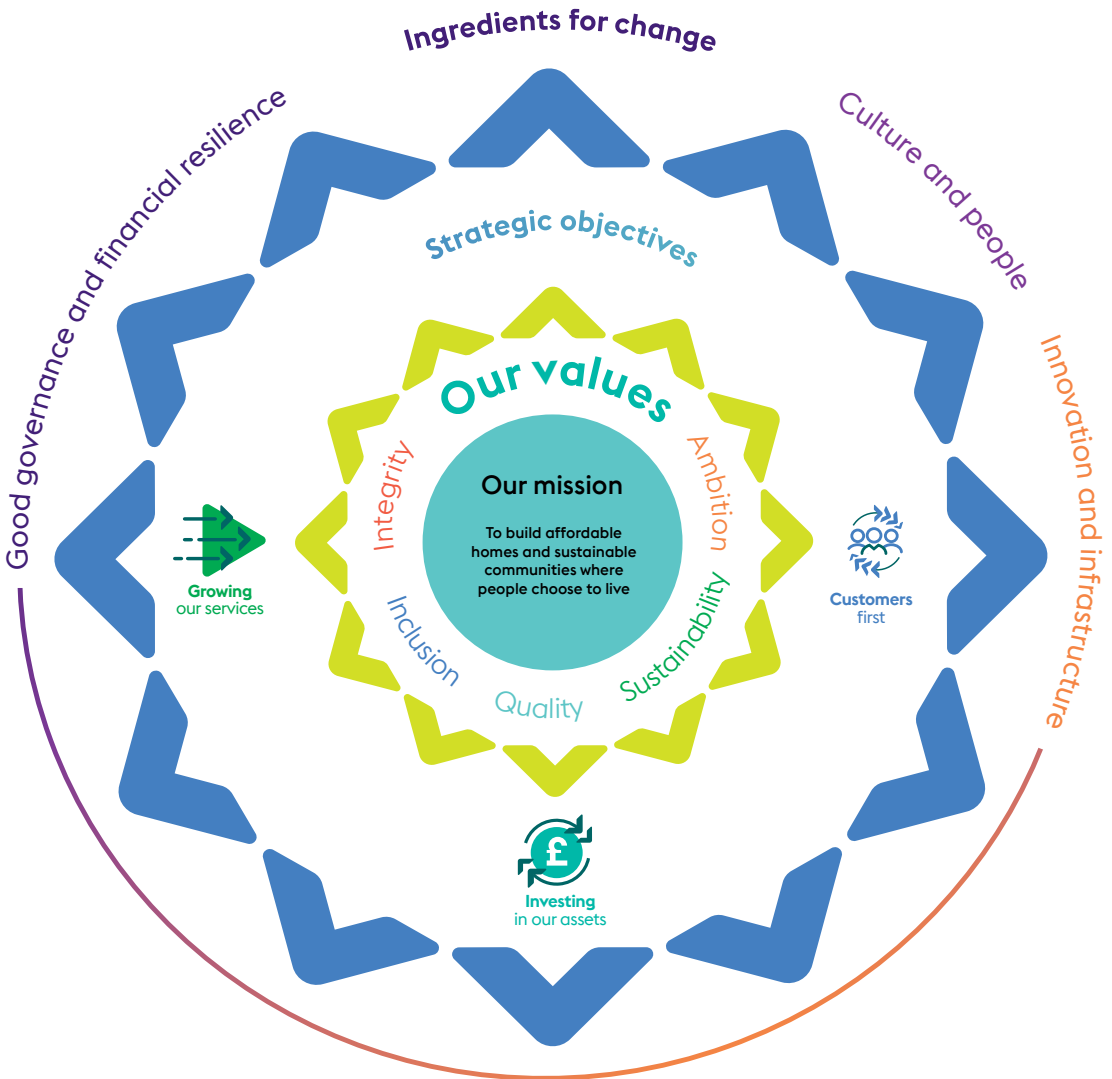 Ingredients for change
Good governance and financial resilience
Culture and people
Innovation and infrastructure
Strategic objectives
Growing
our services
Customers
first
£
Investing
in our assets
Our values
Integrity
Ambition
Inclusion
Sustainability
Quality
Our mission
To build affordable
homes and sustainable
communities where
people choose to live